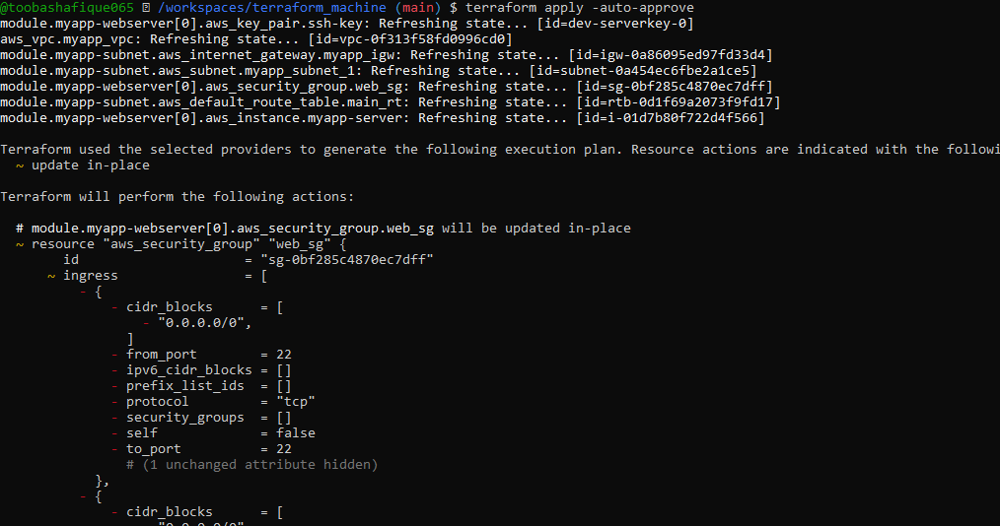 @toobashafique065 /workspaces/terraform_machine (main) $ terraform apply -auto-approve
module.myapp-webserver[0].aws_key_pair.ssh-key: Refreshing state... [id=dev-serverkey-0]
aws_vpc.myapp_vpc: Refreshing state... [id=vpc-0f313f58fd0996cd0]
module.myapp-subnet.aws_internet_gateway.myapp_igw: Refreshing state... [id=igw-0a86095ed97fd33d4]
module.myapp-subnet.aws_subnet.myapp_subnet_1: Refreshing state... [id=subnet-0a454ec6fbe2a1ce5]
module.myapp-webserver[0].aws_security_group.web_sg: Refreshing state... [id=sg-0bf285c4870ec7dff]
module.myapp-subnet.aws_default_route_table.main_rt: Refreshing state... [id=rtb-0d1f69a2073f9fd17]
module.myapp-webserver[0].aws_instance.myapp-server: Refreshing state... [id=i-01d7b80f722d4f566]
Terraform used the selected providers to generate the following execution plan. Resource actions are indicated with the followi
~ update in-place
Terraform will perform the following actions:
# module.myapp-webserver[0].aws_security_group.web_sg will be updated in-place
~ resource "aws_security_group" "web_sg" {
id = "sg-0bf285c4870ec7dff"
~ ingress = [
- {
- cidr_blocks = [
- "0.0.0.0/0",
]
- from_port = 22
- ipv6_cidr_blocks = []
- prefix_list_ids = []
- protocol = "tcp"
- security_groups = []
- self = false
- to_port = 22
# (1 unchanged attribute hidden)
},
- {
- cidr_blocks = [